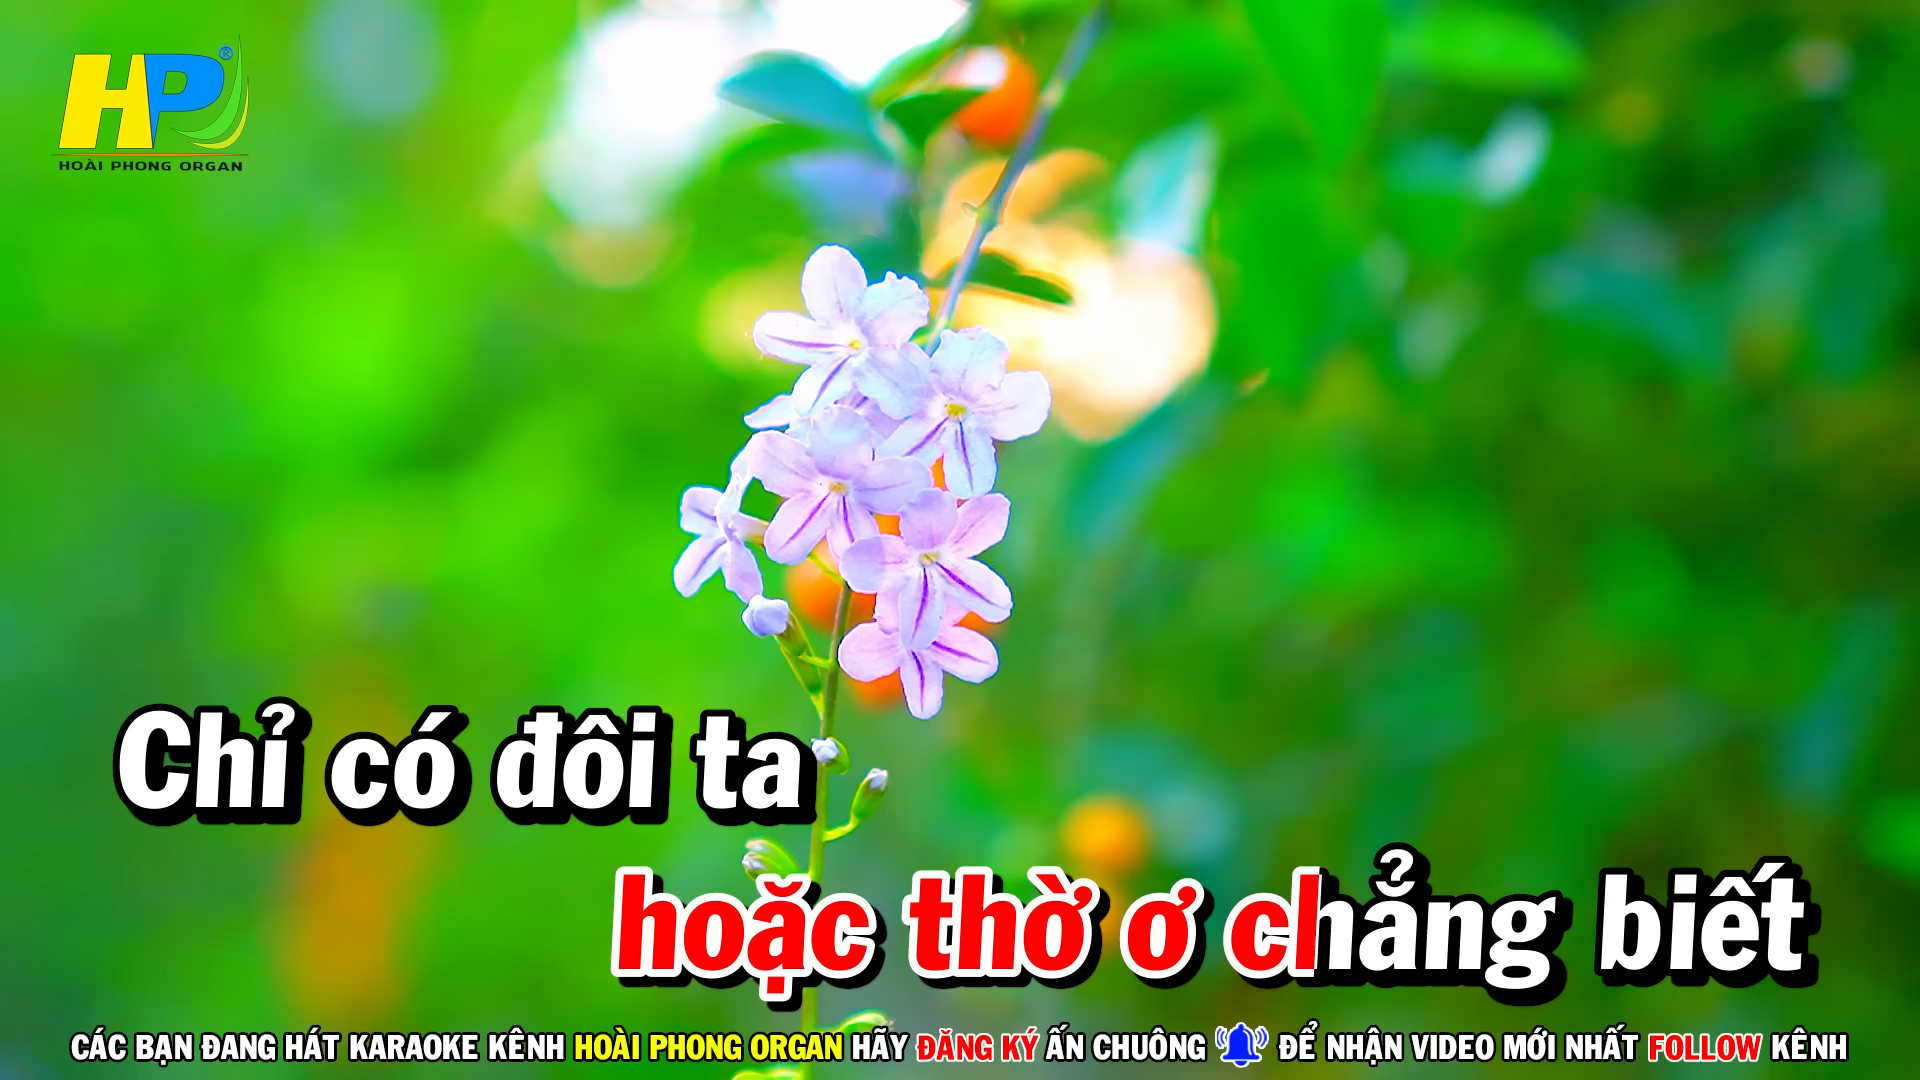 HP®
HOÀI PHONG ORGAN
Chỉ có đôi ta
hoặc thờ ơ chẳng biết
CÁC BẠN ĐANG HÁT KARAOKE KÊNH HOÀI PHONG ORGAN HÃY ĐĂNG KÝ ẤN CHUÔNG ĐỂ NHẬN VIDEO MỚI NHẤT FOLLOW KÊNH